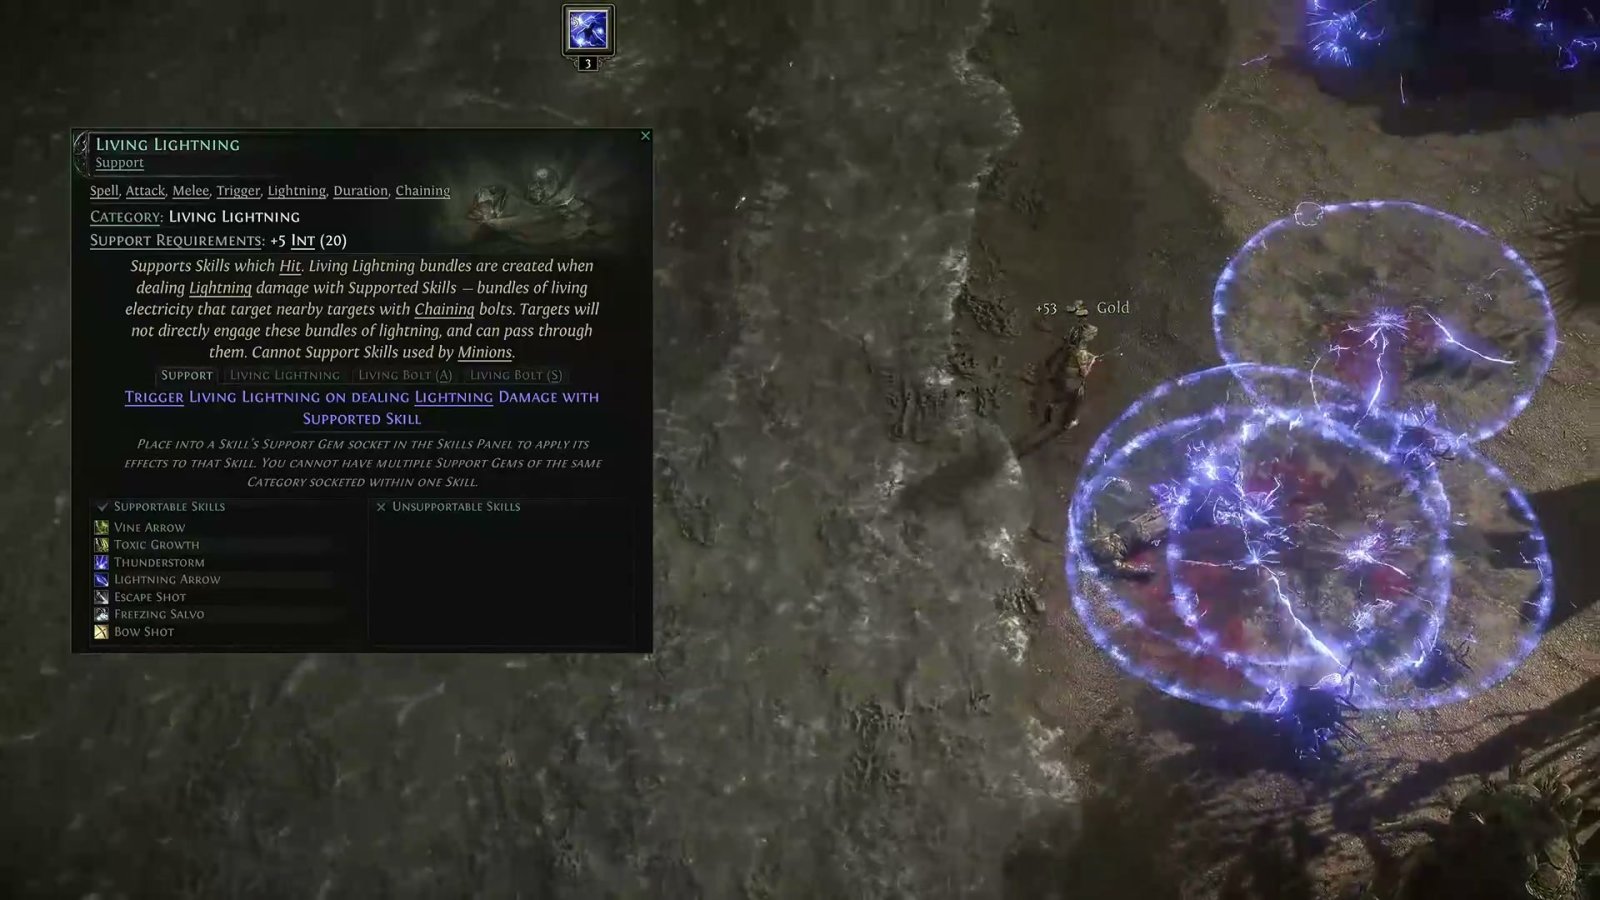 3
LIVING LIGHTNING
Support
Spell, Attack, Melee, Trigger, Lightning, Duration, Chaining
CATEGORY: LIVING LIGHTNING
SUPPORT REQUIREMENTS: +5 INT (20)
Supports Skills which Hit. Living Lightning bundles are created when
dealing Lightning damage with Supported Skills — bundles of living
electricity that target nearby targets with Chaining bolts. Targets will
not directly engage these bundles of lightning, and can pass through
them. Cannot Support Skills used by Minions.
SUPPORT LIVING LIGHTNING LIVING BOLT (A) LIVING BOLT (S)
TRIGGER LIVING LIGHTNING ON DEALING LIGHTNING DAMAGE WITH
SUPPORTED SKILL
PLACE INTO A SKILL'S SUPPORT GEM SOCKET IN THE SKILLS PANEL TO APPLY ITS
EFFECTS TO THAT SKILL. YOU CANNOT HAVE MULTIPLE SUPPORT GEMS OF THE SAME
CATEGORY SOCKETED WITHIN ONE SKILL.
SUPPORTABLE SKILLS
VINE ARROW
TOXIC GROWTH
THUNDERSTORM
LIGHTNING ARROW
ESCAPE SHOT
FREEZING SALVO
BOW SHOT
UNSUPPORTABLE SKILLS
+53 Gold